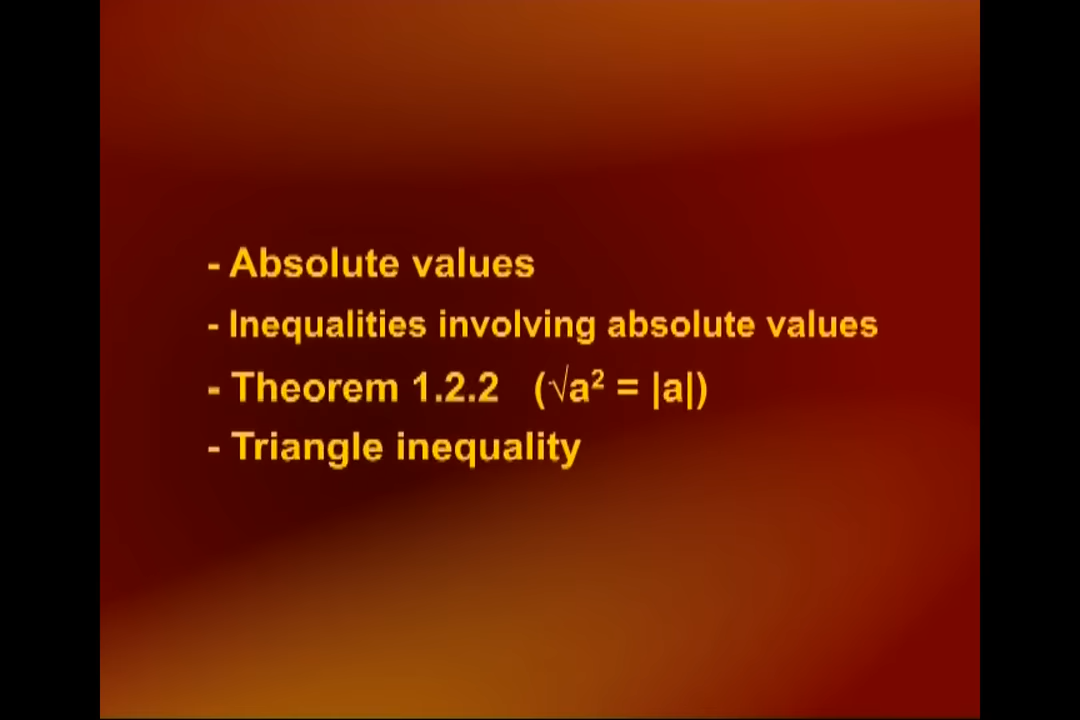 - Absolute values
- Inequalities involving absolute values
- Theorem 1.2.2 (√a² = |a|)
- Triangle inequality